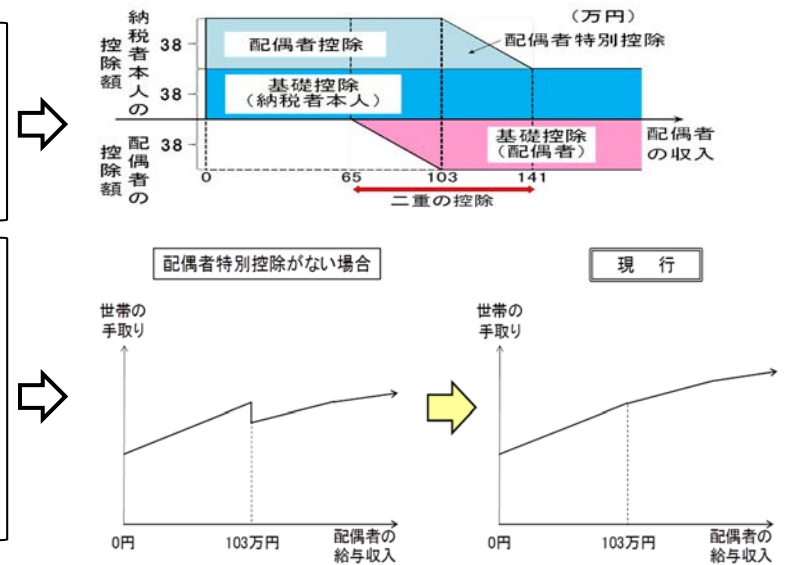 納税者本人の
控除額
38
38
配偶者の
控除額
38
(万円)
配偶者控除
配偶者特別控除
基礎控除
(納税者本人)
基礎控除
(配偶者)
配偶者
の収入
0
65
103
141
二重の控除
配偶者特別控除がない場合
世帯の
手取り
0円
103万円
配偶者の
給与収入
現 行
世帯の
手取り
0円
103万円
配偶者の
給与収入